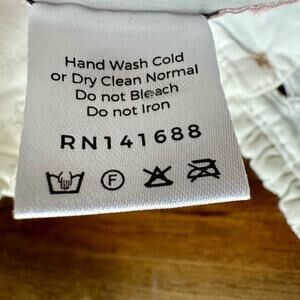 Hand Wash Cold
or Dry Clean Normal
Do not Bleach
Do not Iron
RN141688
F